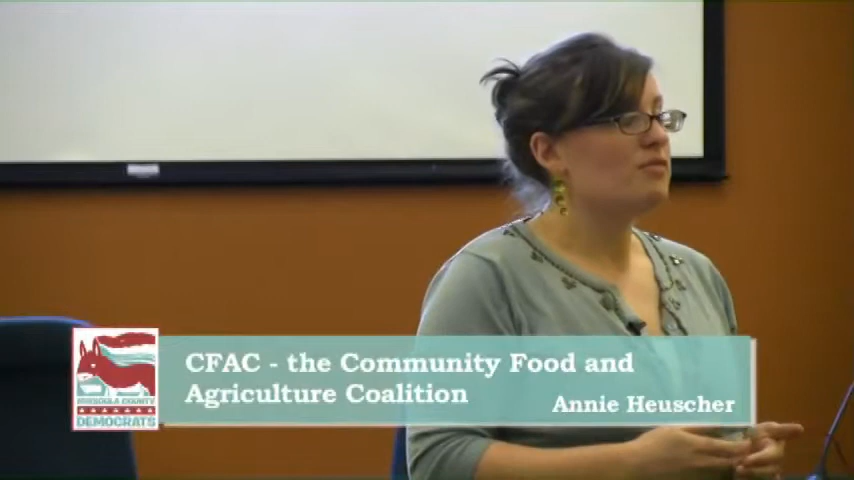 CFAC - the Community Food and
Agriculture Coalition
Annie Heuscher
MISSOULA COUNTY
DEMOCRATS